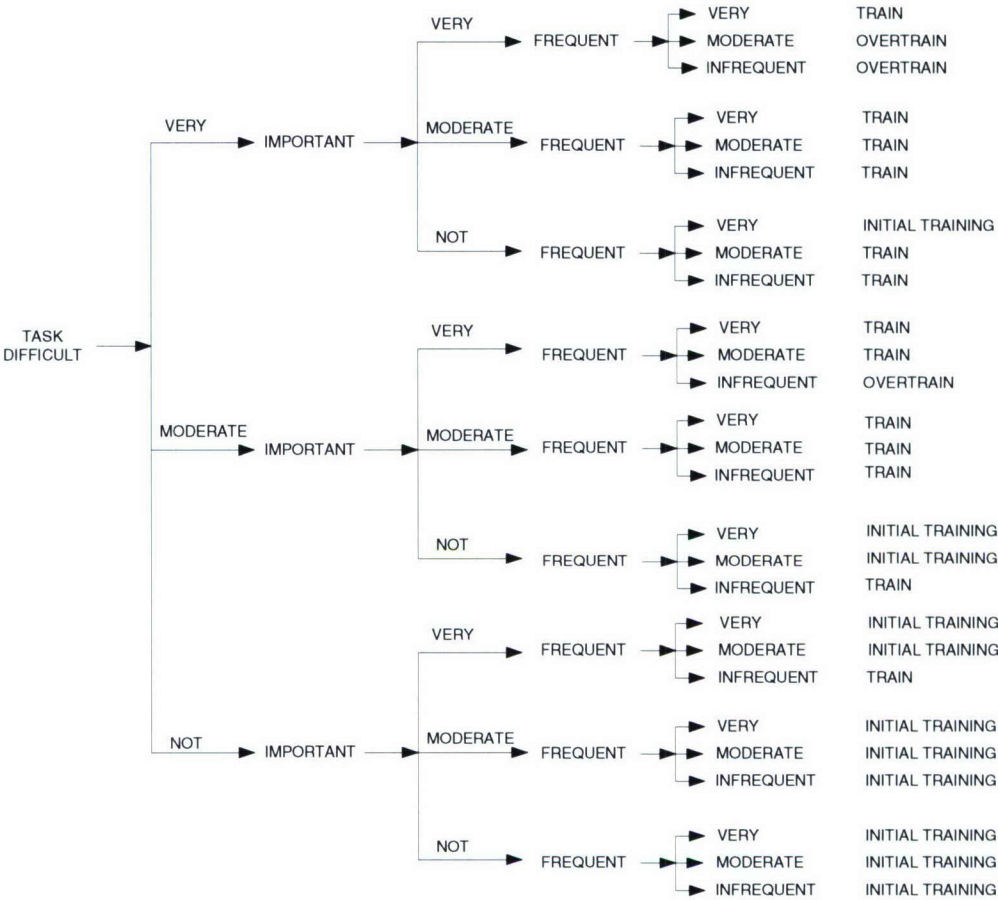 VERY
FREQUENT
VERY TRAIN
MODERATE OVERTRAIN
INFREQUENT OVERTRAIN
VERY
IMPORTANT
MODERATE
FREQUENT
VERY TRAIN
MODERATE TRAIN
INFREQUENT TRAIN
NOT
FREQUENT
VERY INITIAL TRAINING
MODERATE TRAIN
INFREQUENT TRAIN
TASK
DIFFICULT
VERY
FREQUENT
VERY TRAIN
MODERATE TRAIN
INFREQUENT OVERTRAIN
MODERATE
IMPORTANT
MODERATE
FREQUENT
VERY TRAIN
MODERATE TRAIN
INFREQUENT TRAIN
NOT
FREQUENT
VERY INITIAL TRAINING
MODERATE INITIAL TRAINING
INFREQUENT TRAIN
VERY
FREQUENT
VERY INITIAL TRAINING
MODERATE INITIAL TRAINING
INFREQUENT TRAIN
NOT
IMPORTANT
MODERATE
FREQUENT
VERY INITIAL TRAINING
MODERATE INITIAL TRAINING
INFREQUENT INITIAL TRAINING
NOT
FREQUENT
VERY INITIAL TRAINING
MODERATE INITIAL TRAINING
INFREQUENT INITIAL TRAINING